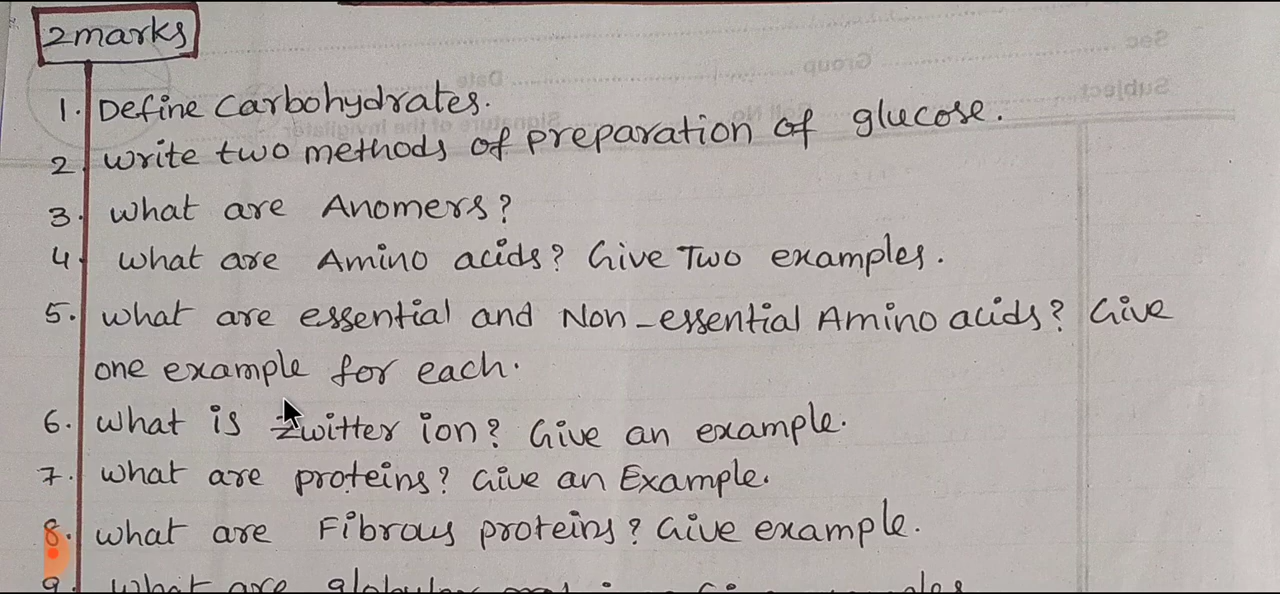 2marks
1. Define Carbohydrates.
2. write two methods of preparation of glucose.
3. What are Anomers?
4. What are Amino acids? Give Two examples.
5. What are essential and Non-essential Amino acids? Give
one example for each.
6. What is Zwitter ion? Give an example.
7. What are proteins? Give an Example.
8. What are Fibrous proteins? Give example.
9. What are